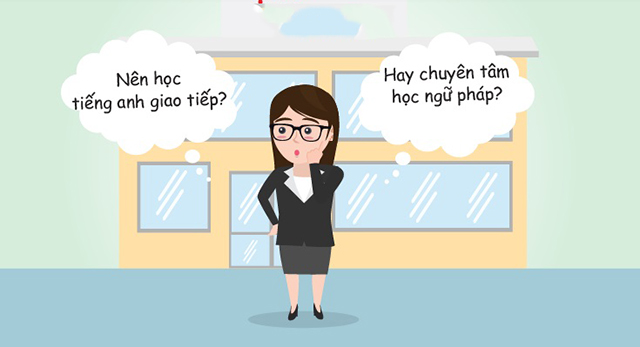 Nên học
tiếng anh giao tiếp?
Hay chuyên tâm
học ngữ pháp?